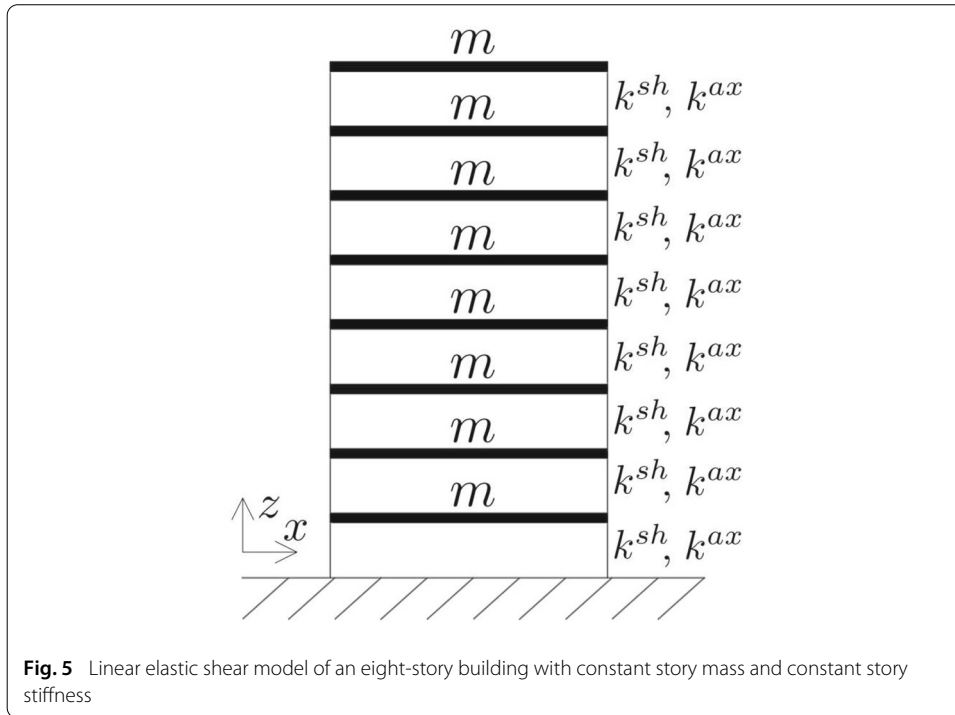 m
k^{sh}, k^{ax}
m
k^{sh}, k^{ax}
m
k^{sh}, k^{ax}
m
k^{sh}, k^{ax}
m
k^{sh}, k^{ax}
m
k^{sh}, k^{ax}
m
k^{sh}, k^{ax}
m
k^{sh}, k^{ax}
z
x
Fig. 5 Linear elastic shear model of an eight-story building with constant story mass and constant story
stiffness